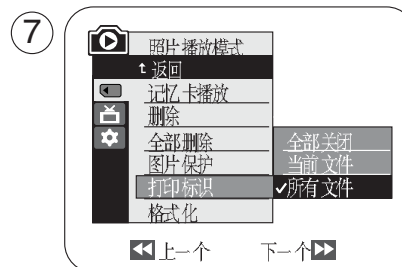 7
照片播放模式
返回
记忆卡播放
删除
全部删除 全部关闭
图片保护 当前文件
打印标识 ✓所有文件
格式化
上一个 下一个